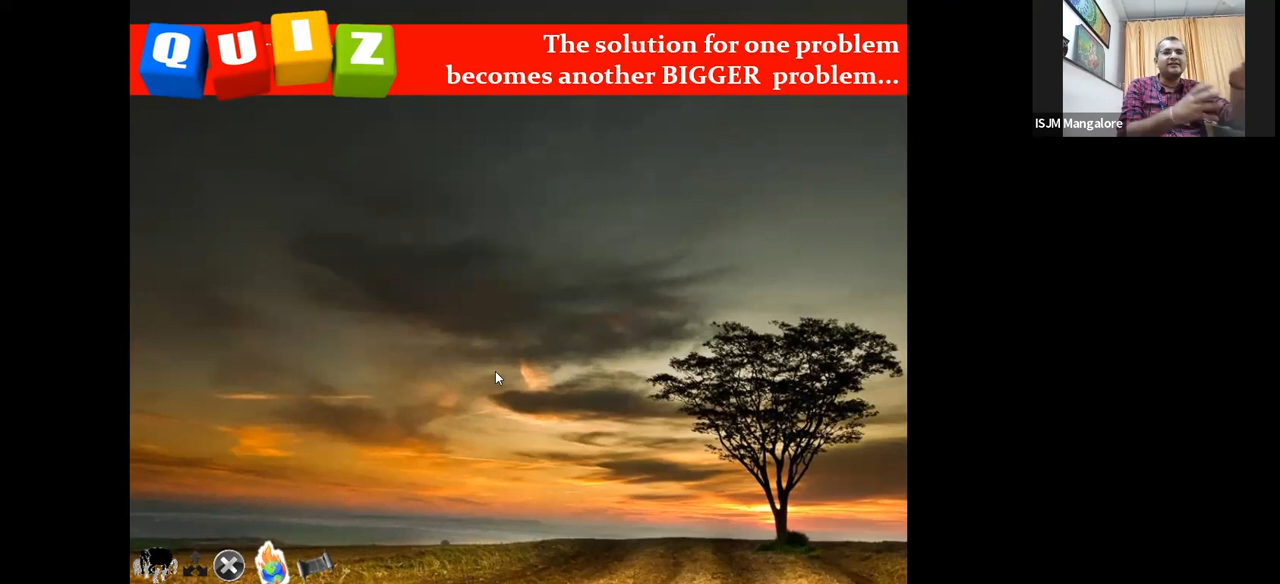 QUIZ
The solution for one problem
becomes another BIGGER problem...
ISJM Mangalore